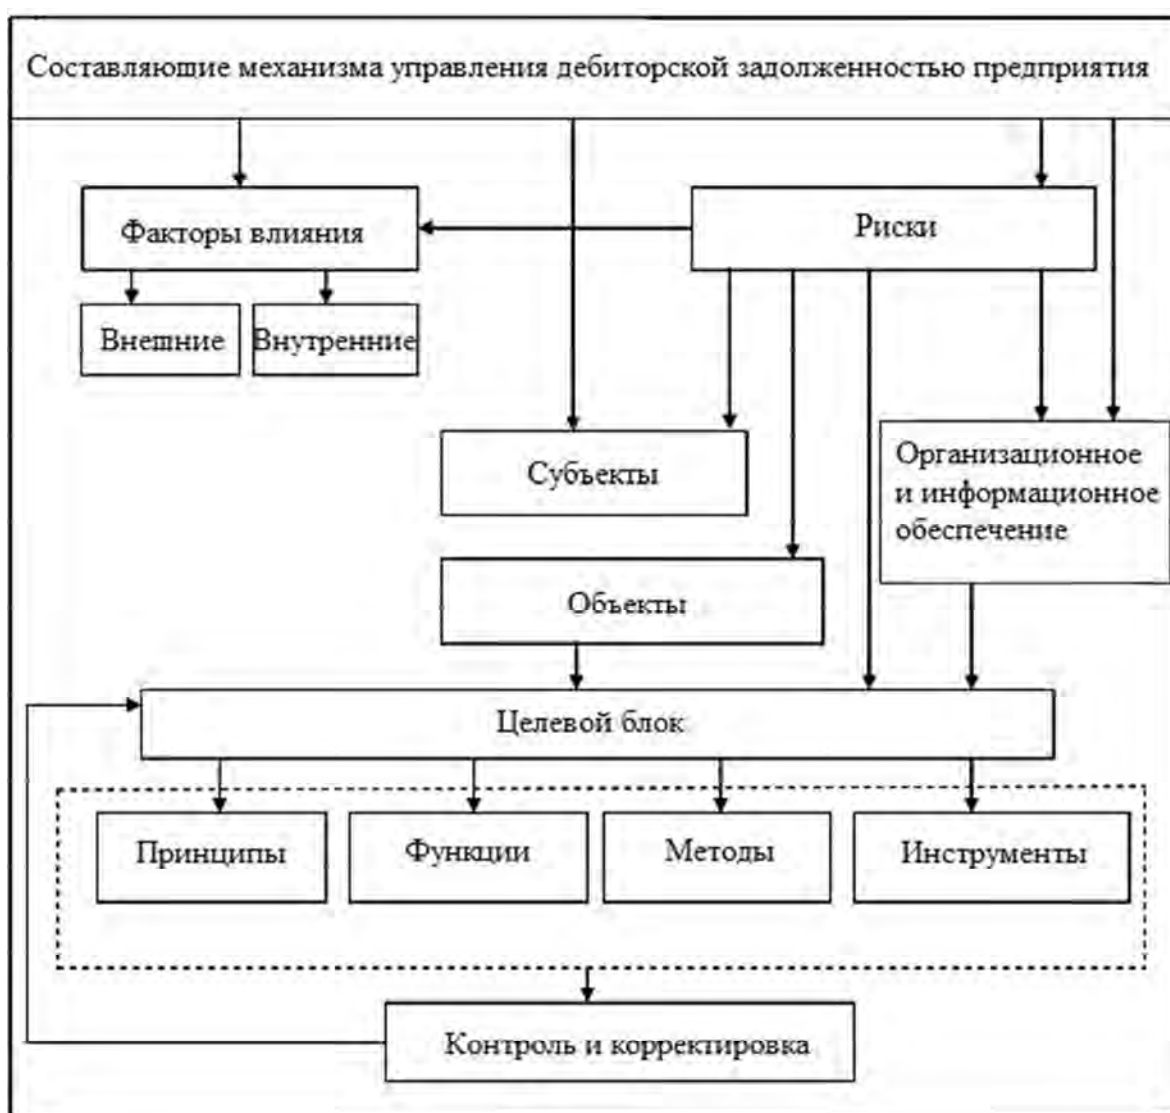 Составляющие механизма управления дебиторской задолженностью предприятия
Факторы влияния
Риски
Внешние
Внутренние
Субъекты
Организационное
и информационное
обеспечение
Объекты
Целевой блок
Принципы
Функции
Методы
Инструменты
Контроль и корректировка